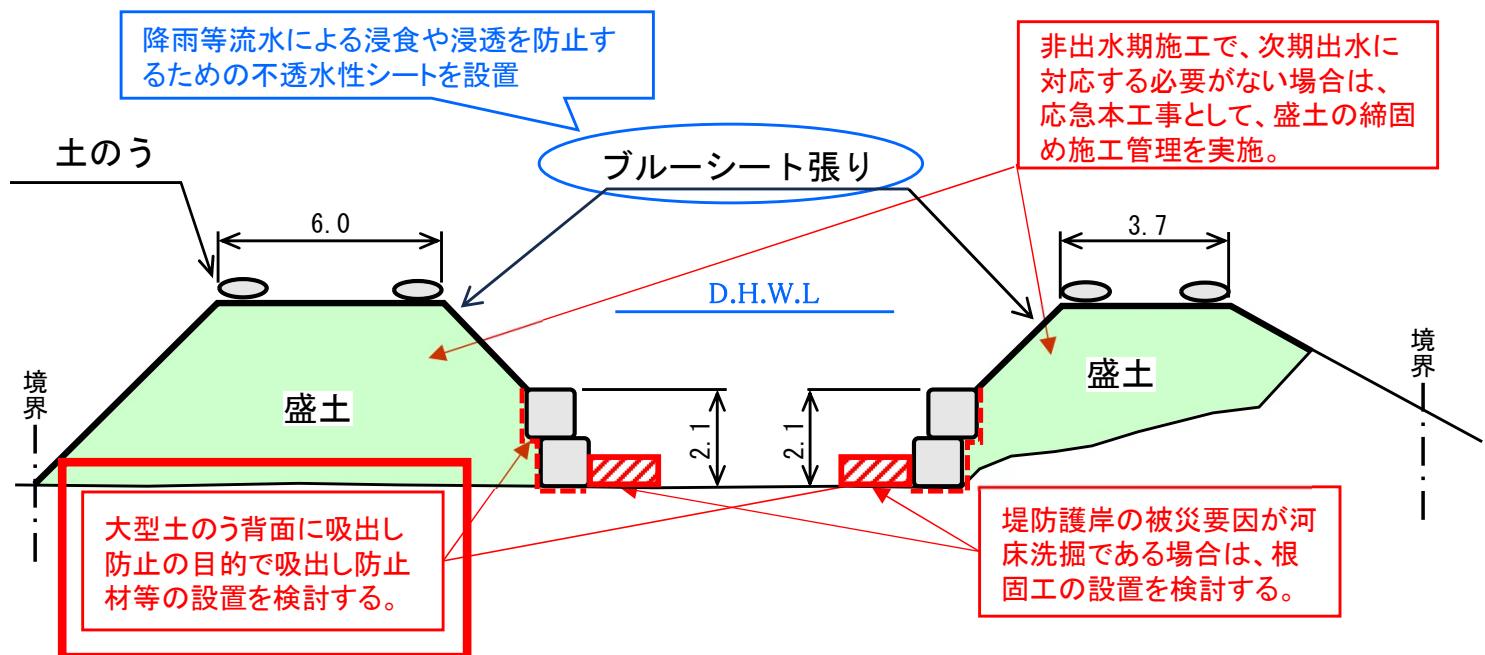 降雨等流水による浸食や浸透を防止す
るための不透水性シートを設置
非出水期施工で、次期出水に
対応する必要がない場合は、
応急本工事として、盛土の締固
め施工管理を実施。
土のう
ブルーシート張り
6.0
3.7
D.H.W.L
境界
境界
盛土
盛土
2.1
2.1
大型土のう背面に吸出し
防止の目的で吸出し防止
材等の設置を検討する。
堤防護岸の被災要因が河
床洗掘である場合は、根
固工の設置を検討する。